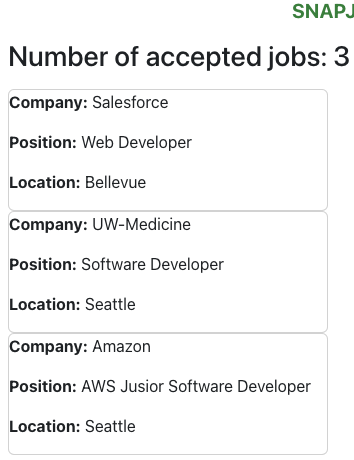 SNAPJ
Number of accepted jobs: 3
Company: Salesforce
Position: Web Developer
Location: Bellevue
Company: UW-Medicine
Position: Software Developer
Location: Seattle
Company: Amazon
Position: AWS Jusior Software Developer
Location: Seattle